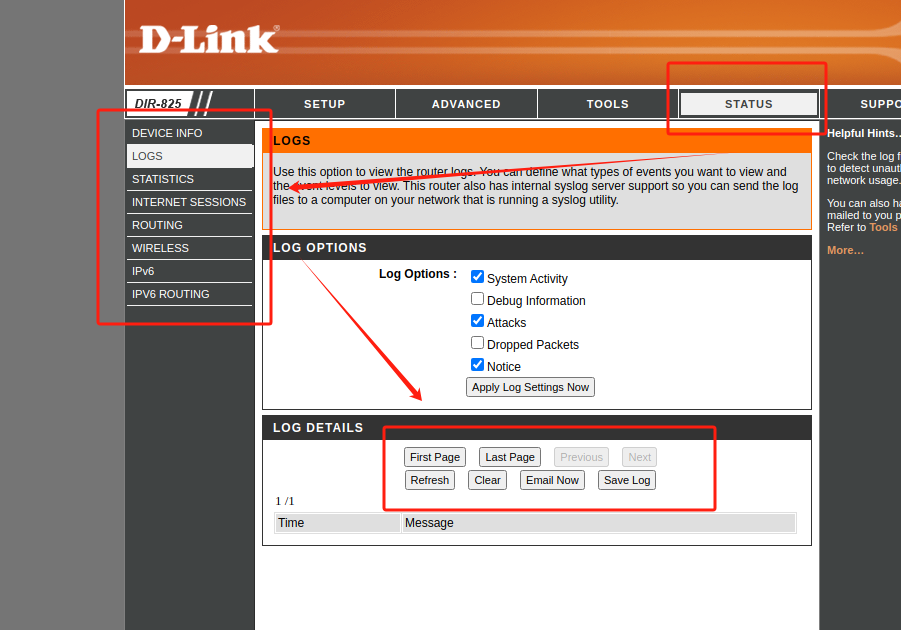 D-Link®
DIR-825
SETUP
ADVANCED
TOOLS
STATUS
SUPPO
DEVICE INFO
LOGS
STATISTICS
INTERNET SESSIONS
ROUTING
WIRELESS
IPv6
IPV6 ROUTING
LOGS
Use this option to view the router logs. You can define what types of events you want to view and
the event levels to view. This router also has internal syslog server support so you can send the log
files to a computer on your network that is running a syslog utility.
LOG OPTIONS
Log Options :
System Activity
Debug Information
Attacks
Dropped Packets
Notice
Apply Log Settings Now
LOG DETAILS
First Page Last Page Previous Next
Refresh Clear Email Now Save Log
1 /1
Time Message
Helpful Hints..
Check the log f
to detect unau
network usage.
You can also ha
mailed to you p
Refer to Tools
More...